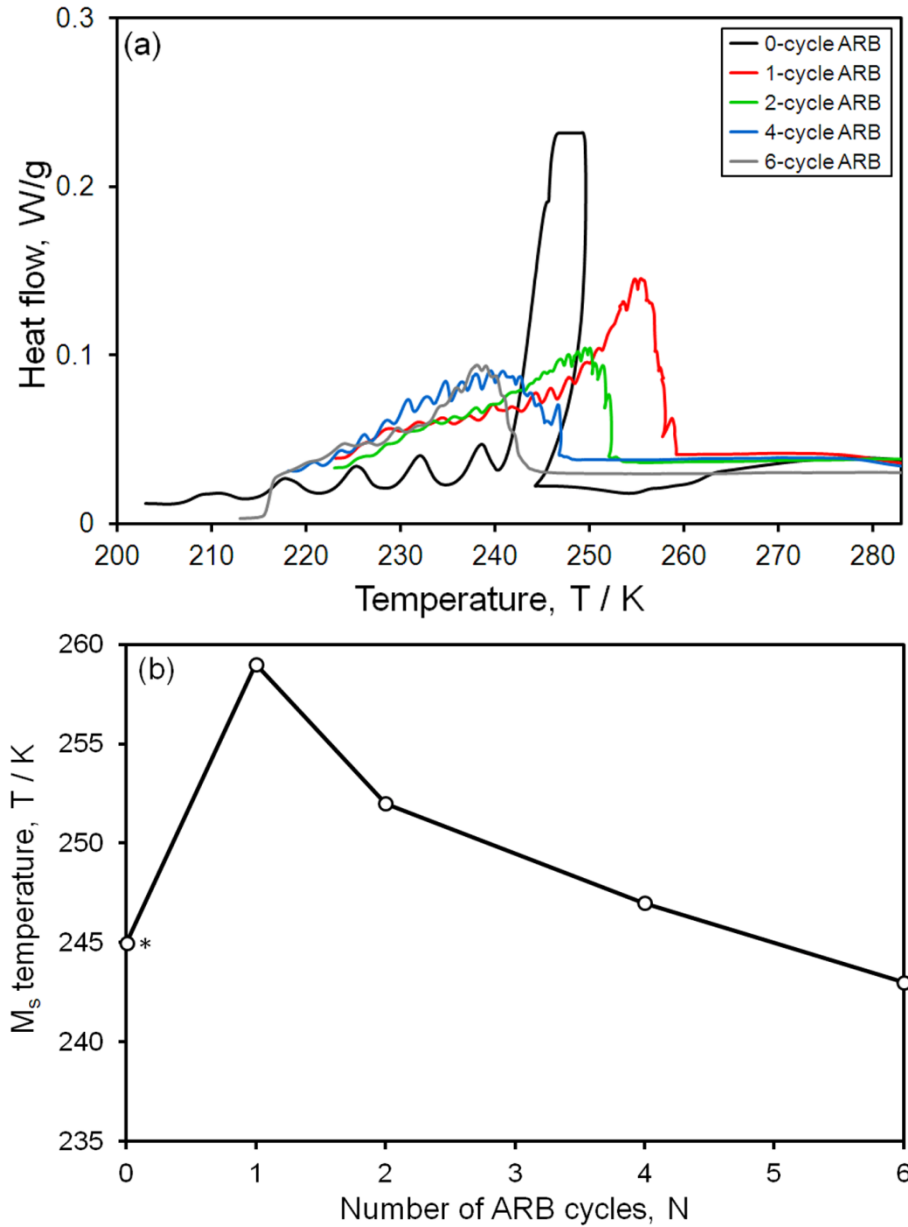 (a)
0-cycle ARB
1-cycle ARB
2-cycle ARB
4-cycle ARB
6-cycle ARB
Heat flow, W/g
0.3
0.2
0.1
0
200 210 220 230 240 250 260 270 280
Temperature, T / K
(b)
Ms temperature, T / K
260
255
250
245
240
235
*
0 1 2 3 4 5 6
Number of ARB cycles, N